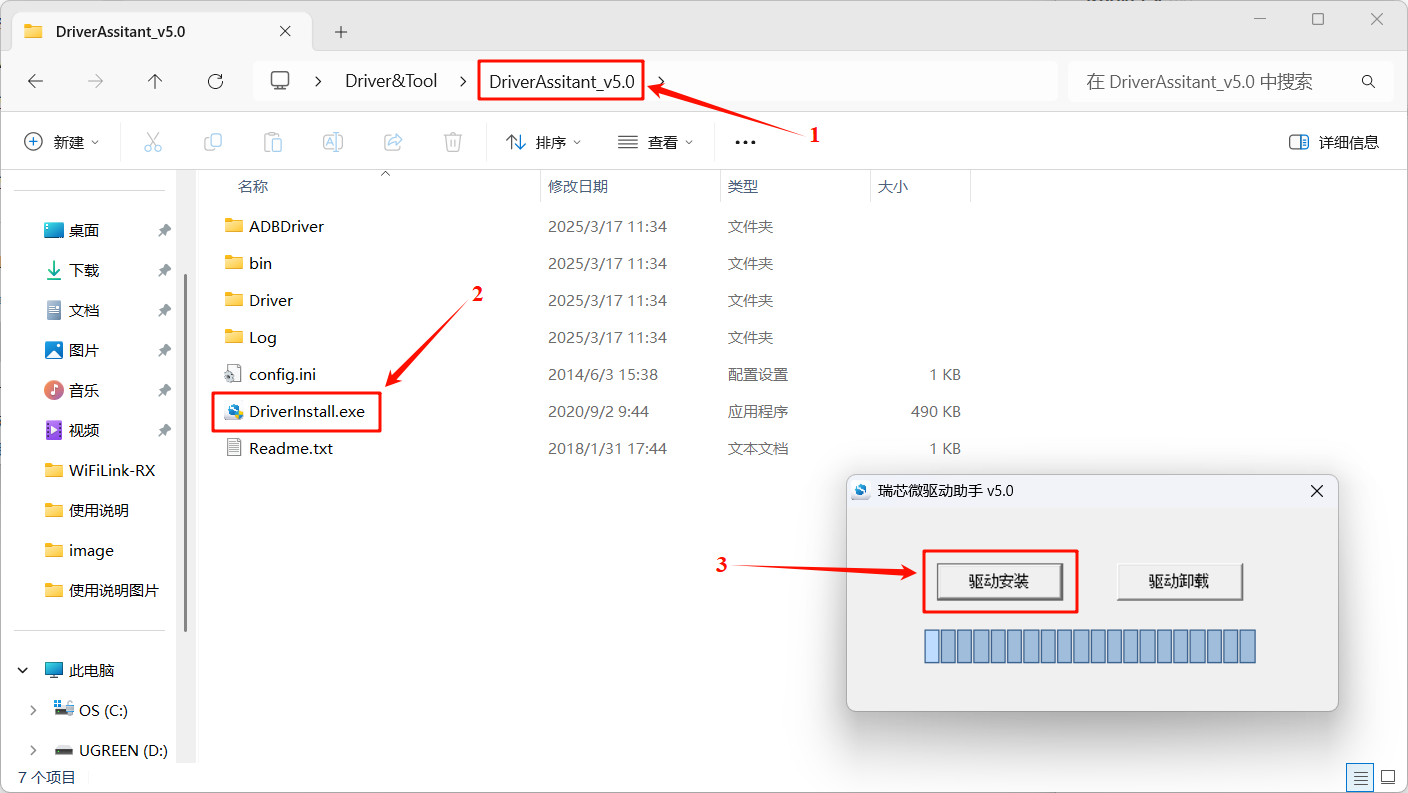 DriverAssitant_v5.0
Driver&Tool
DriverAssitant_v5.0
在 DriverAssitant_v5.0 中搜索
1
新建
排序
查看
详细信息
名称 修改日期 类型 大小
桌面
下载
文档
图片
音乐
视频
WiFiLink-RX
使用说明
image
使用说明图片
此电脑
OS (C:)
UGREEN (D:)
ADBDriver 2025/3/17 11:34 文件夹
bin 2025/3/17 11:34 文件夹
Driver 2025/3/17 11:34 文件夹
Log 2025/3/17 11:34 文件夹
config.ini 2014/6/3 15:38 配置设置 1 KB
DriverInstall.exe 2020/9/2 9:44 应用程序 490 KB
Readme.txt 2018/1/31 17:44 文本文档 1 KB
2
瑞芯微驱动助手 v5.0
3
驱动安装 驱动卸载
7 个项目